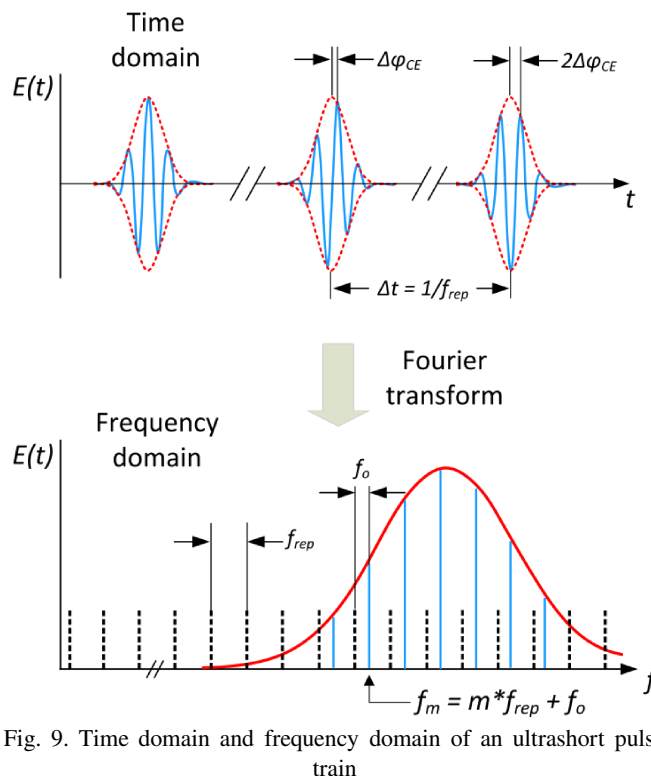 Time
domain
E(t)
ΔφCE
2ΔφCE
t
Δt = 1/frep
Fourier
transform
Frequency
domain
E(t)
fo
frep
f
fm = m*frep + fo
Fig. 9. Time domain and frequency domain of an ultrashort puls
train